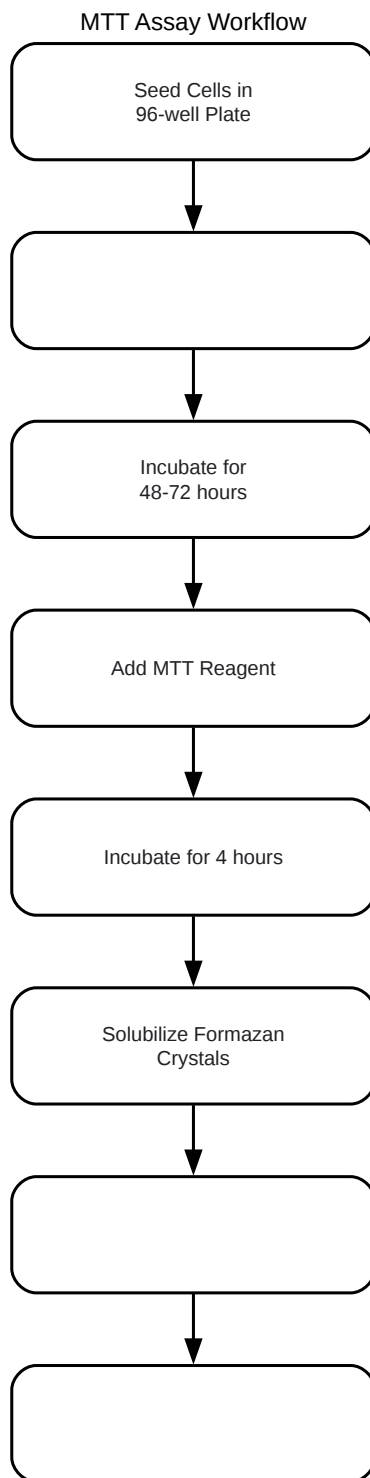 MTT Assay Workflow
Seed Cells in
96-well Plate
Incubate for
48-72 hours
Add MTT Reagent
Incubate for 4 hours
Solubilize Formazan
Crystals